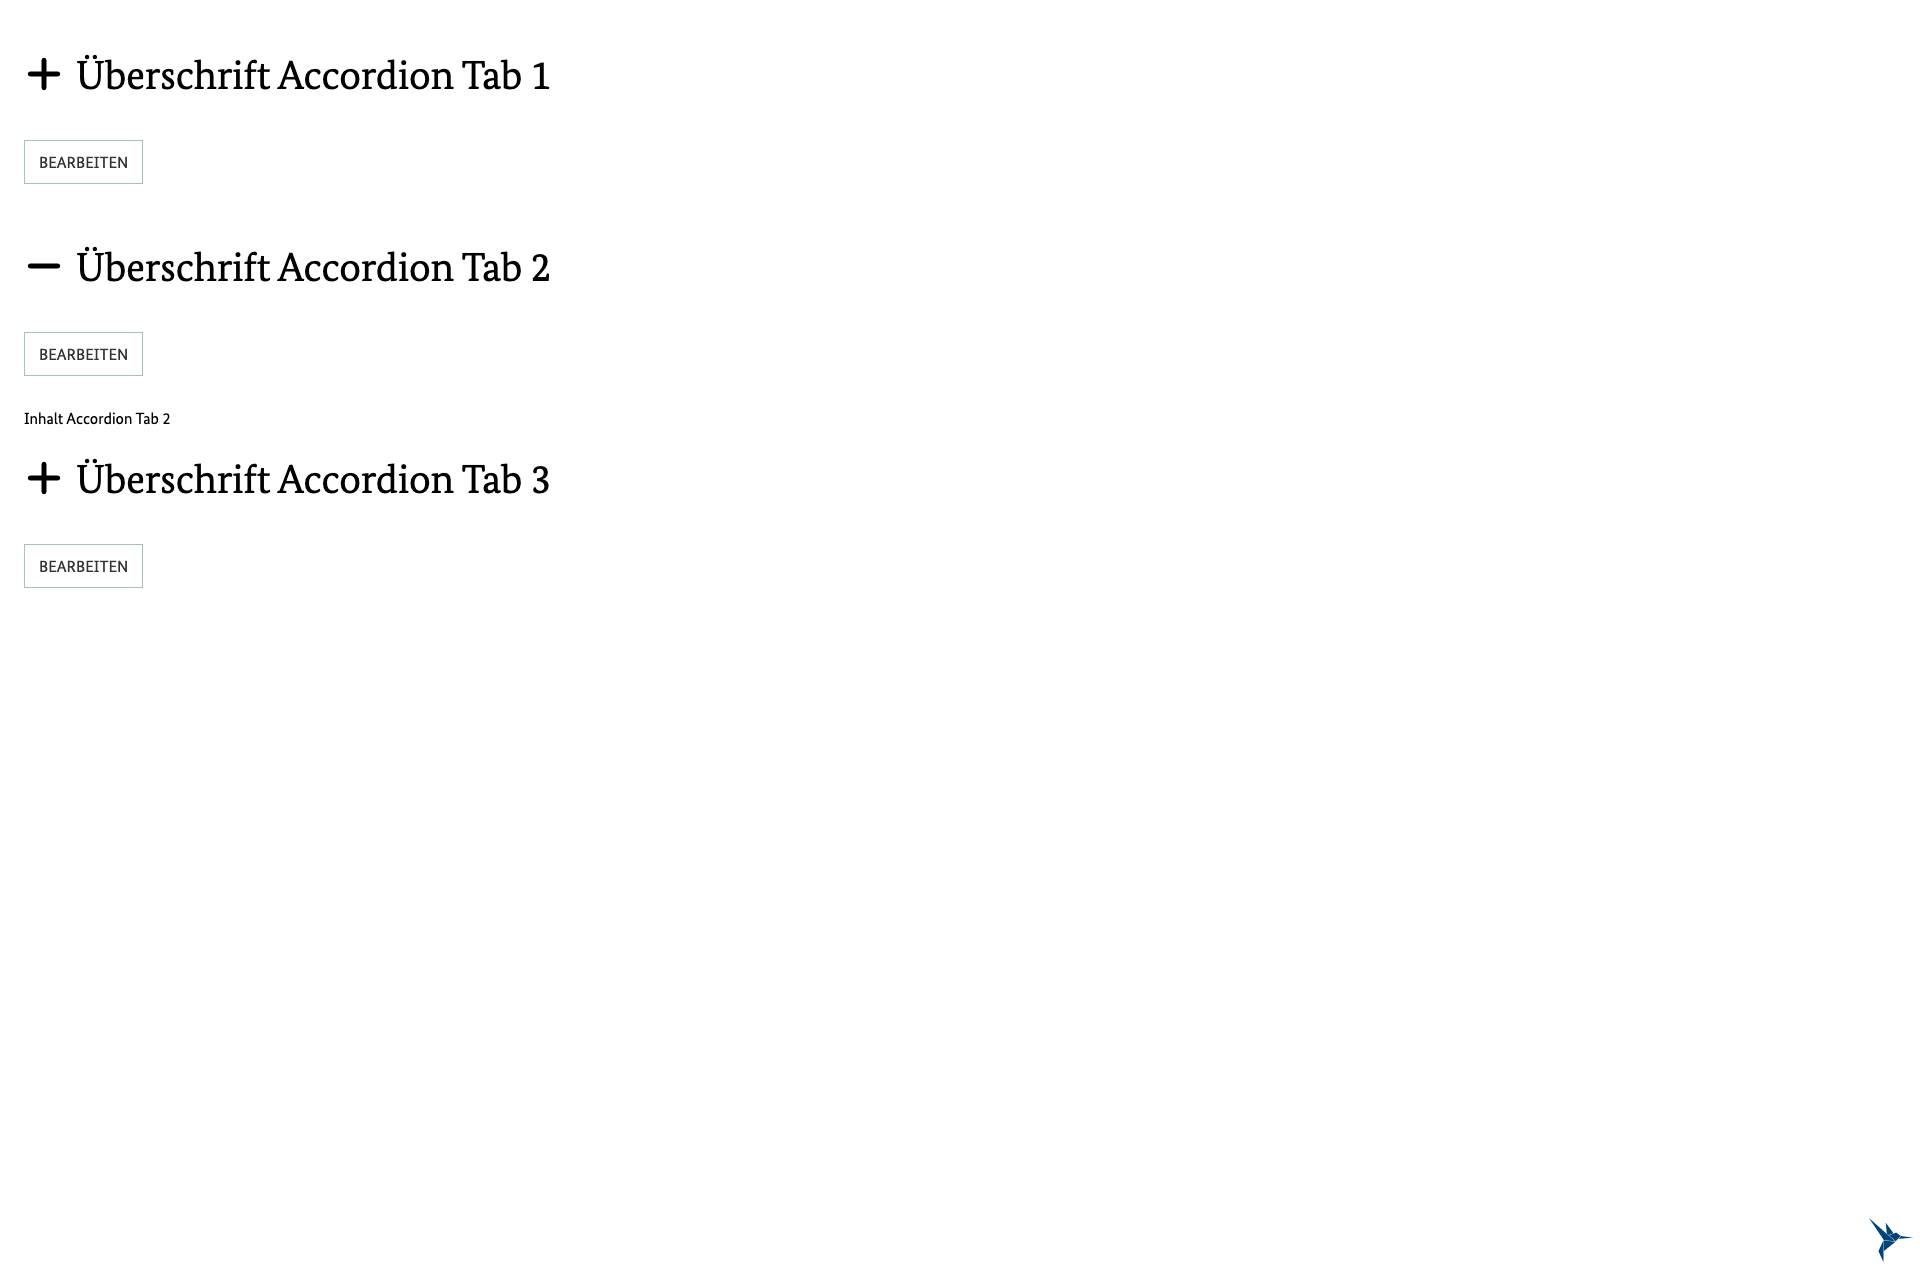 Überschrift Accordion Tab 1
BEARBEITEN
Überschrift Accordion Tab 2
BEARBEITEN
Inhalt Accordion Tab 2
Überschrift Accordion Tab 3
BEARBEITEN